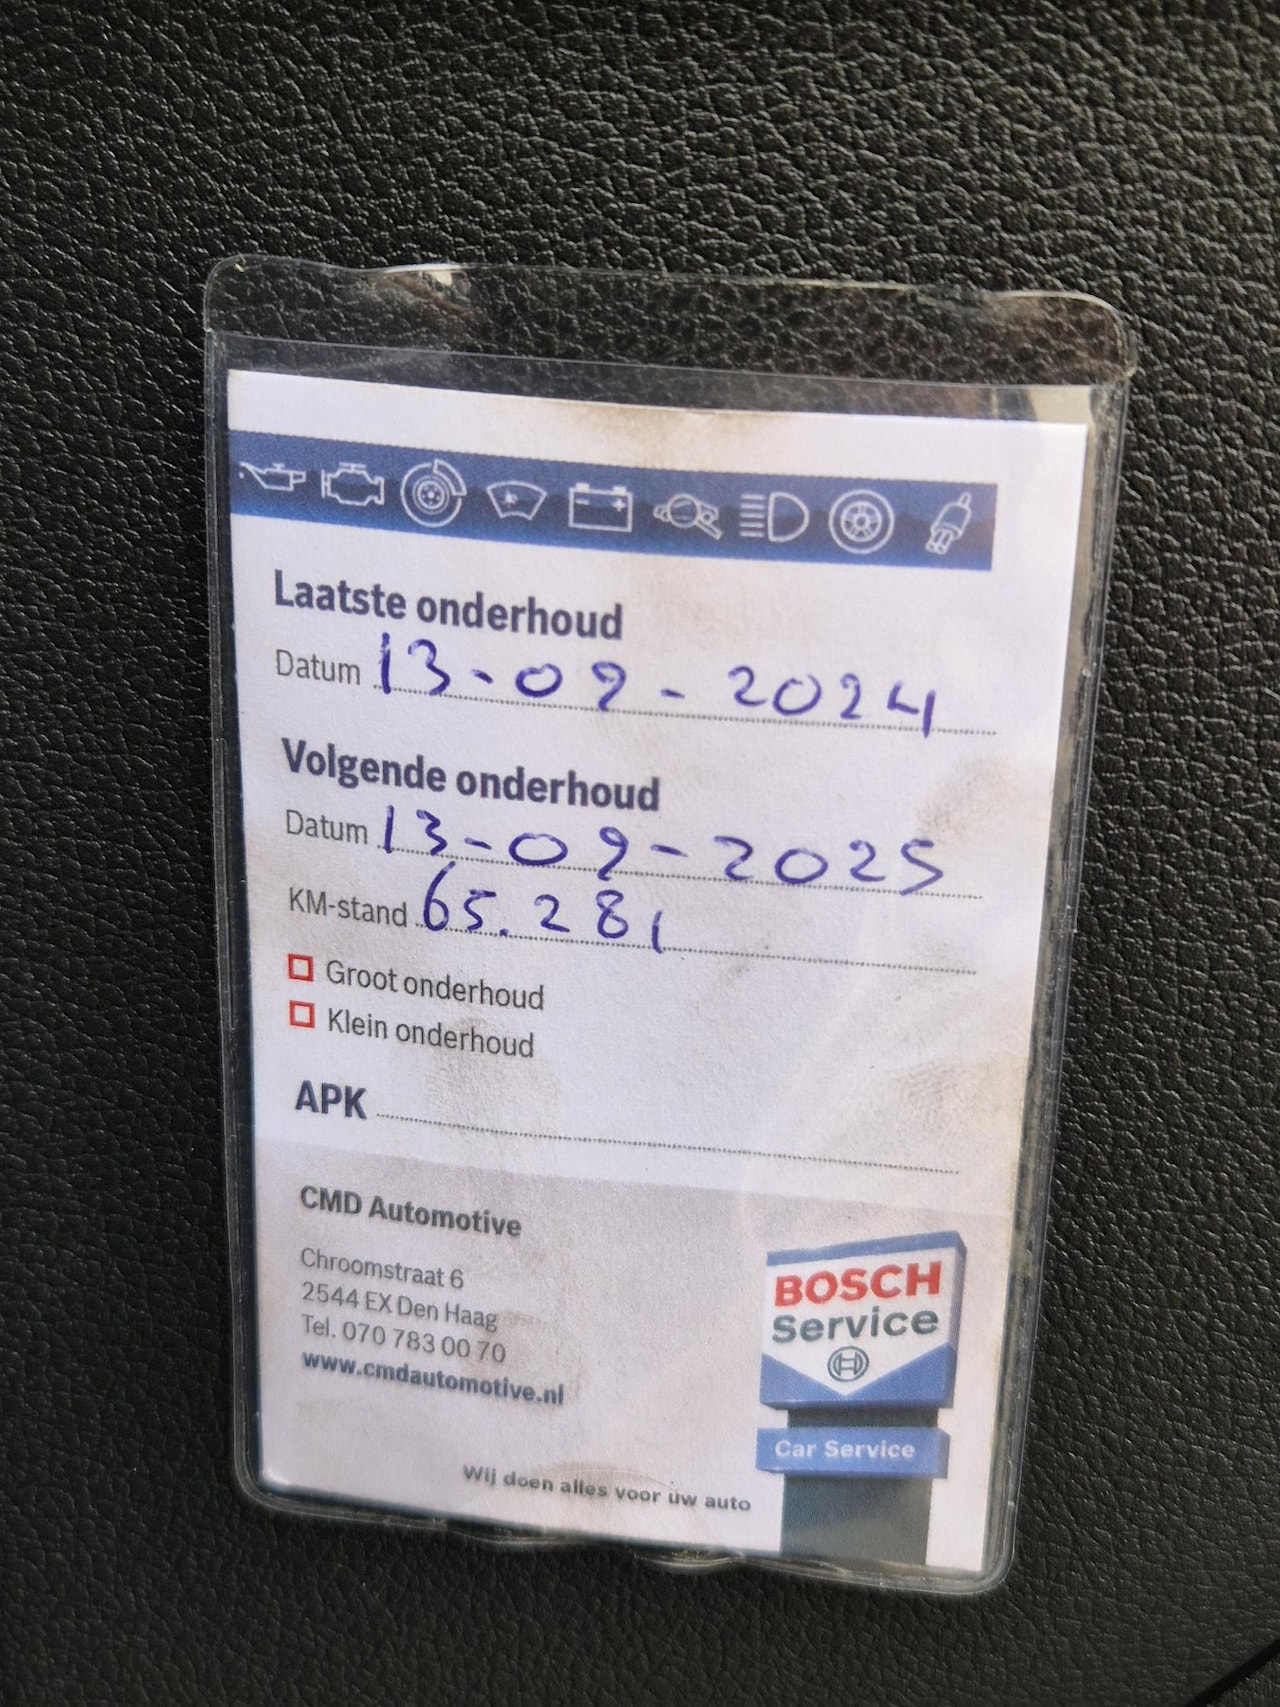 Laatste onderhoud
Datum 13-09-2024
Volgende onderhoud
Datum 13-09-2025
KM-stand 65.281
Groot onderhoud
Klein onderhoud
APK
CMD Automotive
Chroomstraat 6
2544 EX Den Haag
Tel. 070 783 00 70
www.cmdautomotive.nl
Wij doen alles voor uw auto
BOSCH
Service
Car Service